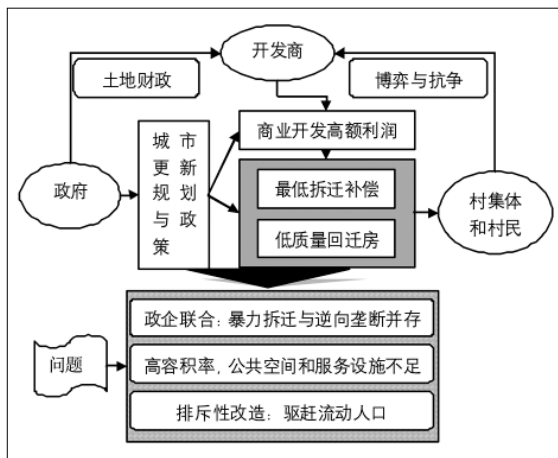 开发商
土地财政
博弈与抗争
城市
更新
规划
与政
策
商业开发高额利润
政府
最低拆迁补偿
低质量回迁房
村集体
和村民
政企联合：暴力拆迁与逆向垄断并存
问题
高容积率，公共空间和服务设施不足
排斥性改造：驱赶流动人口